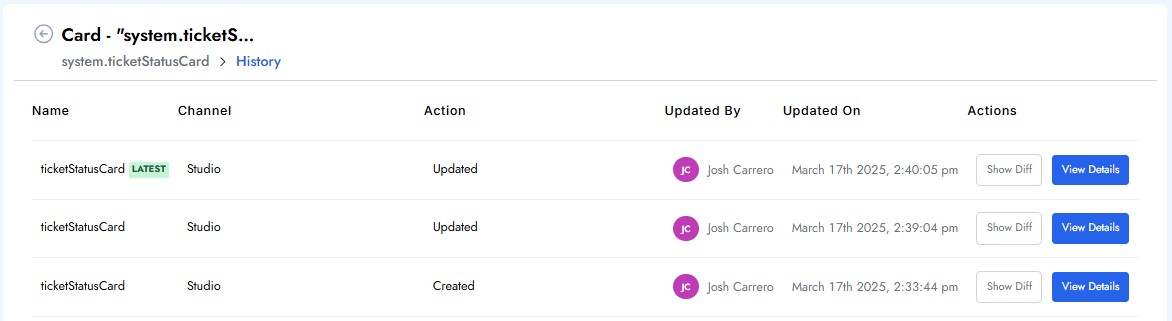 Card - "system.ticketS...
system.ticketStatusCard > History
Name Channel Action Updated By Updated On Actions
ticketStatusCard LATEST Studio Updated JC Josh Carrero March 17th 2025, 2:40:05 pm Show Diff View Details
ticketStatusCard Studio Updated JC Josh Carrero March 17th 2025, 2:39:04 pm Show Diff View Details
ticketStatusCard Studio Created JC Josh Carrero March 17th 2025, 2:33:44 pm Show Diff View Details